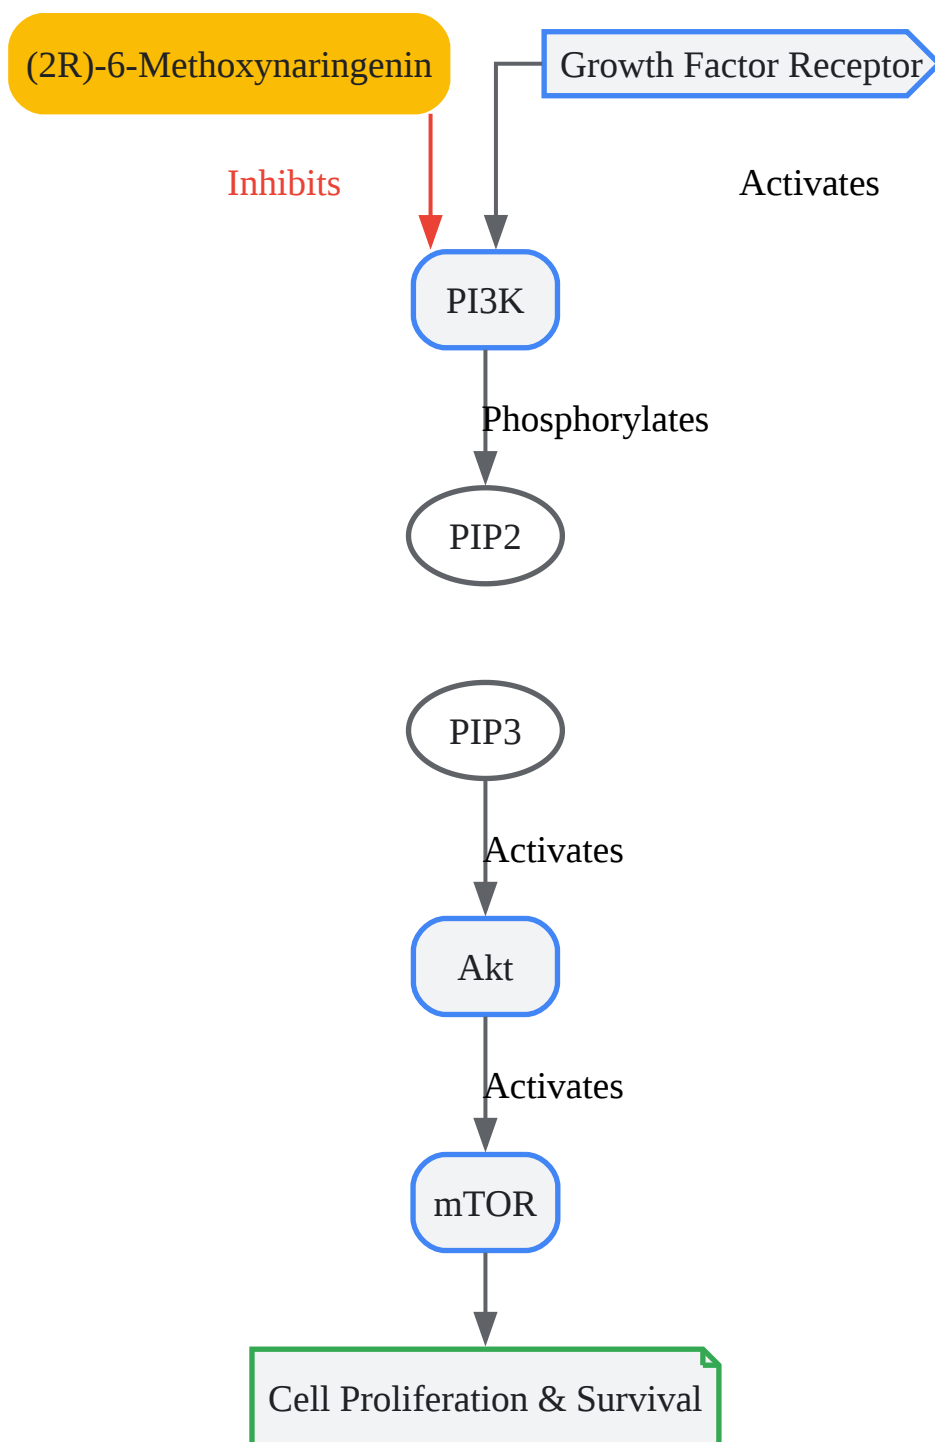 (2R)-6-Methoxynaringenin
Growth Factor Receptor
Inhibits
Activates
PI3K
Phosphorylates
PIP2
PIP3
Activates
Akt
Activates
mTOR
Cell Proliferation & Survival